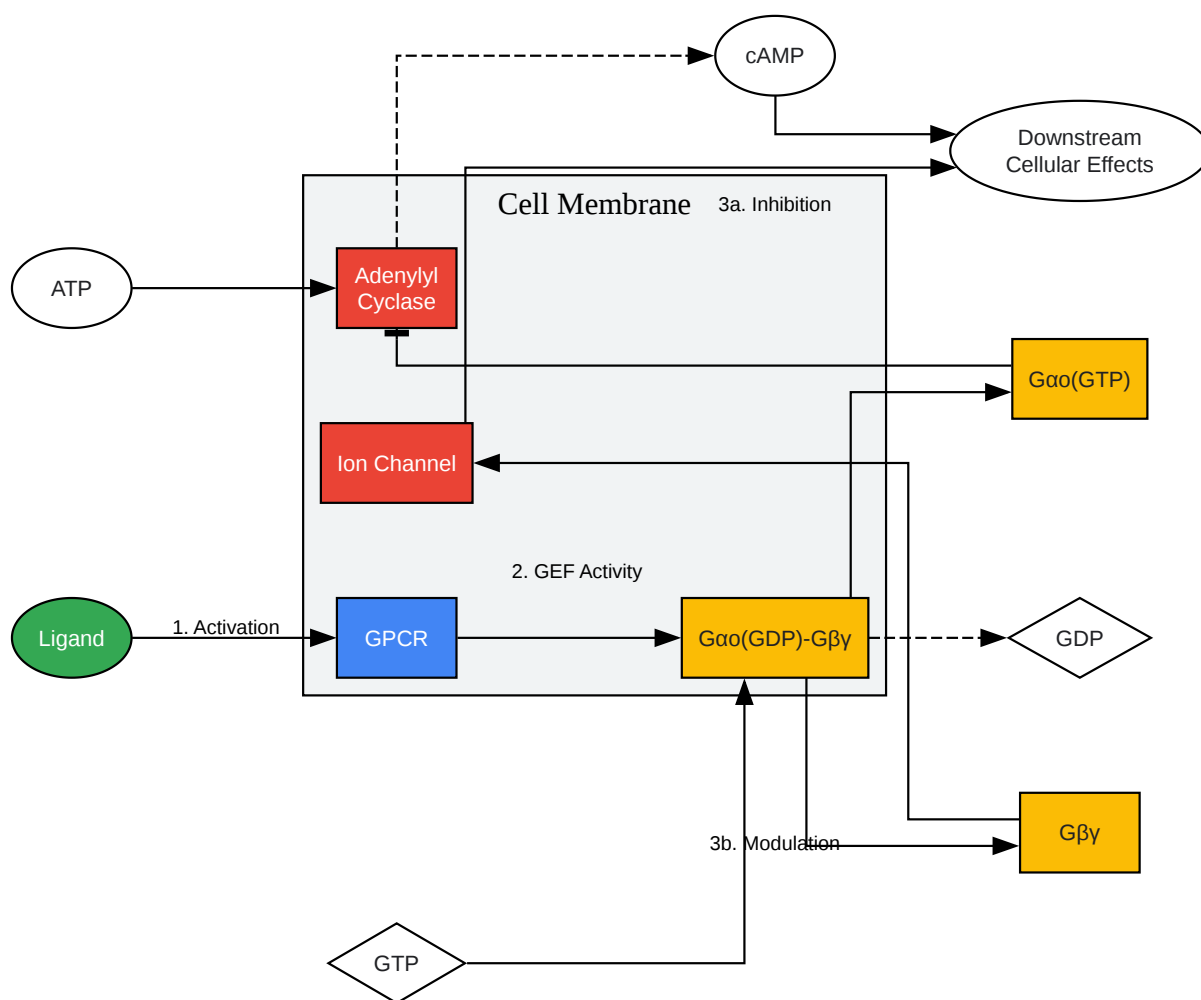 cAMP
Downstream
Cellular Effects
Cell Membrane
3a. Inhibition
ATP
Adenylyl
Cyclase
Gαo(GTP)
Ion Channel
2. GEF Activity
Ligand
1. Activation
GPCR
Gαo(GDP)-Gβγ
GDP
3b. Modulation
Gβγ
GTP